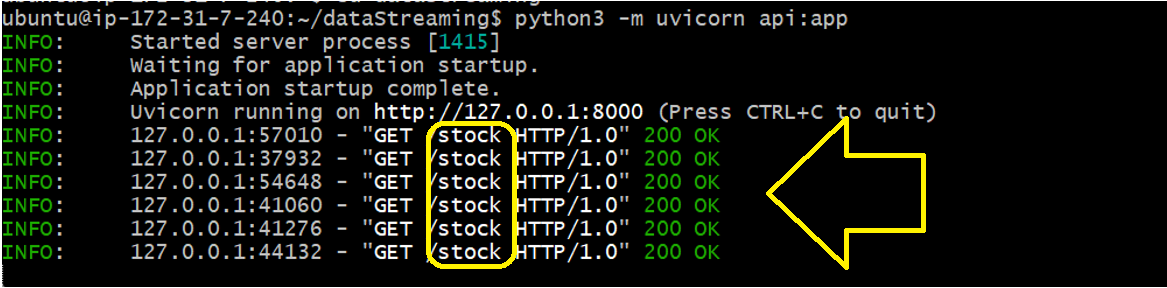 ubuntu@ip-172-31-7-240:~/dataStreaming$ python3 -m uvicorn api:app
INFO:     Started server process [1415]
INFO:     Waiting for application startup.
INFO:     Application startup complete.
INFO:     Uvicorn running on http://127.0.0.1:8000 (Press CTRL+C to quit)
INFO:     127.0.0.1:57010 - "GET /stock HTTP/1.0" 200 OK
INFO:     127.0.0.1:37932 - "GET /stock HTTP/1.0" 200 OK
INFO:     127.0.0.1:54648 - "GET /stock HTTP/1.0" 200 OK
INFO:     127.0.0.1:41060 - "GET /stock HTTP/1.0" 200 OK
INFO:     127.0.0.1:41276 - "GET /stock HTTP/1.0" 200 OK
INFO:     127.0.0.1:44132 - "GET /stock HTTP/1.0" 200 OK